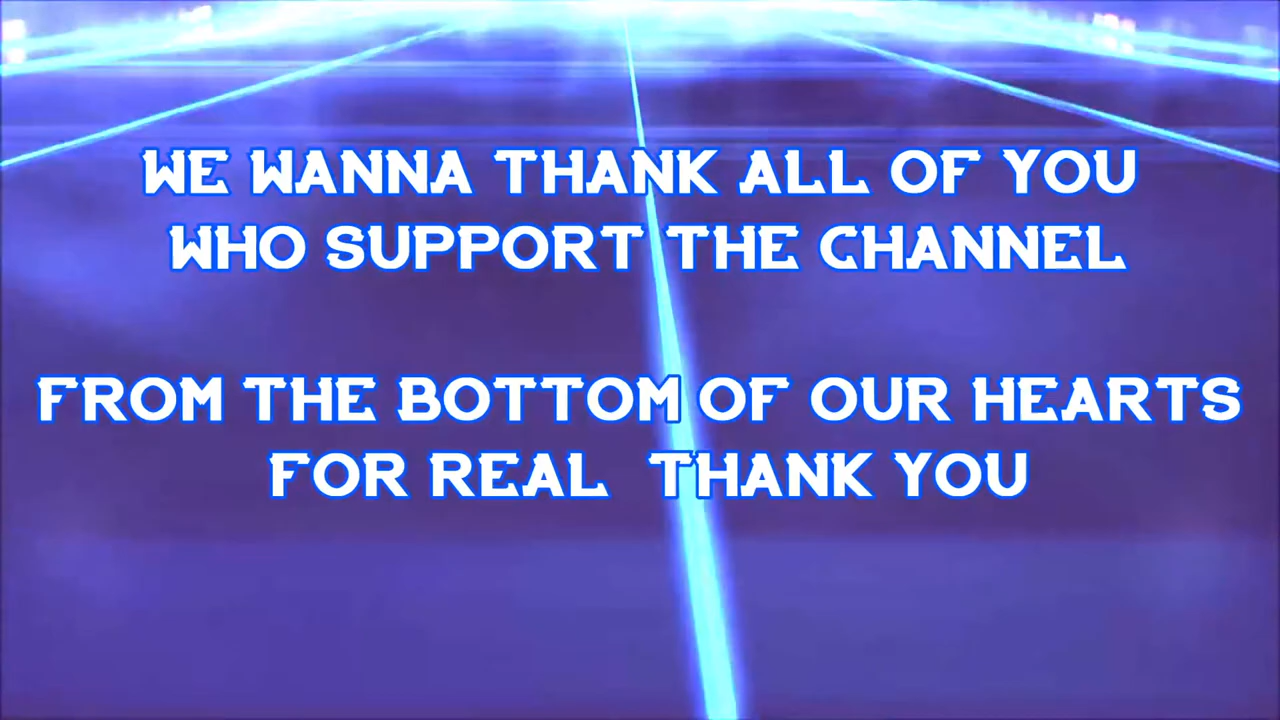 WE WANNA THANK ALL OF YOU
WHO SUPPORT THE CHANNEL
FROM THE BOTTOM OF OUR HEARTS
FOR REAL THANK YOU